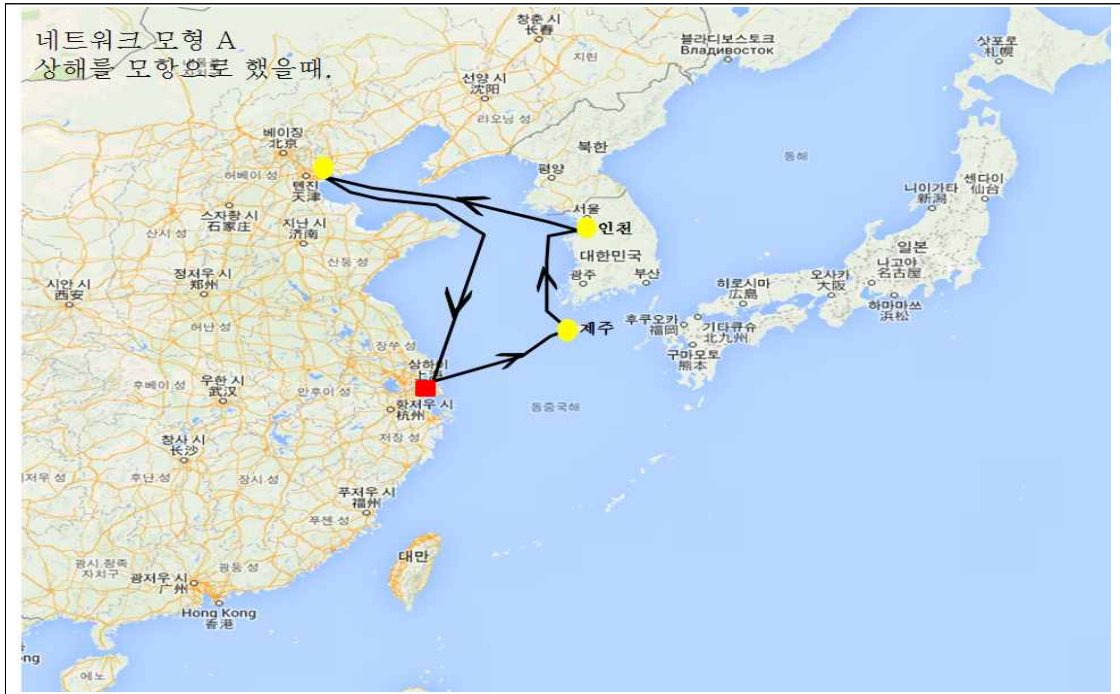 네트워크 모형 A
상해를 모항으로 했을때.
창춘 시
长春
지린
블라디보스토크
Владивосток
삿포로
札幌
선양 시
沈阳
랴오닝 성
베이징
北京
허베이 성
톈진
天津
북한
평양
동해
센다이
仙台
니이가타
新潟
스자좡 시
石家庄
지난 시
济南
산시 성
산둥 성
서울
인천
대한민국
광주
부산
일본
나고야
名古屋
오사카
大阪
히로시마
広島
하마마쓰
浜松
시안 시
西安
정저우 시
郑州
허난 성
장쑤 성
제주
후쿠오카
福岡
기타큐슈
北九州
구마모토
熊本
상하이
上海
후베이 성
우한 시
武汉
안후이 성
항저우 시
杭州
저장 성
동중국해
창사 시
长沙
후난 성
장시 성
푸저우 시
福州
푸젠 성
대만
광시 좡족
자치구
광저우 시
广州
광둥 성
Hong Kong
香港